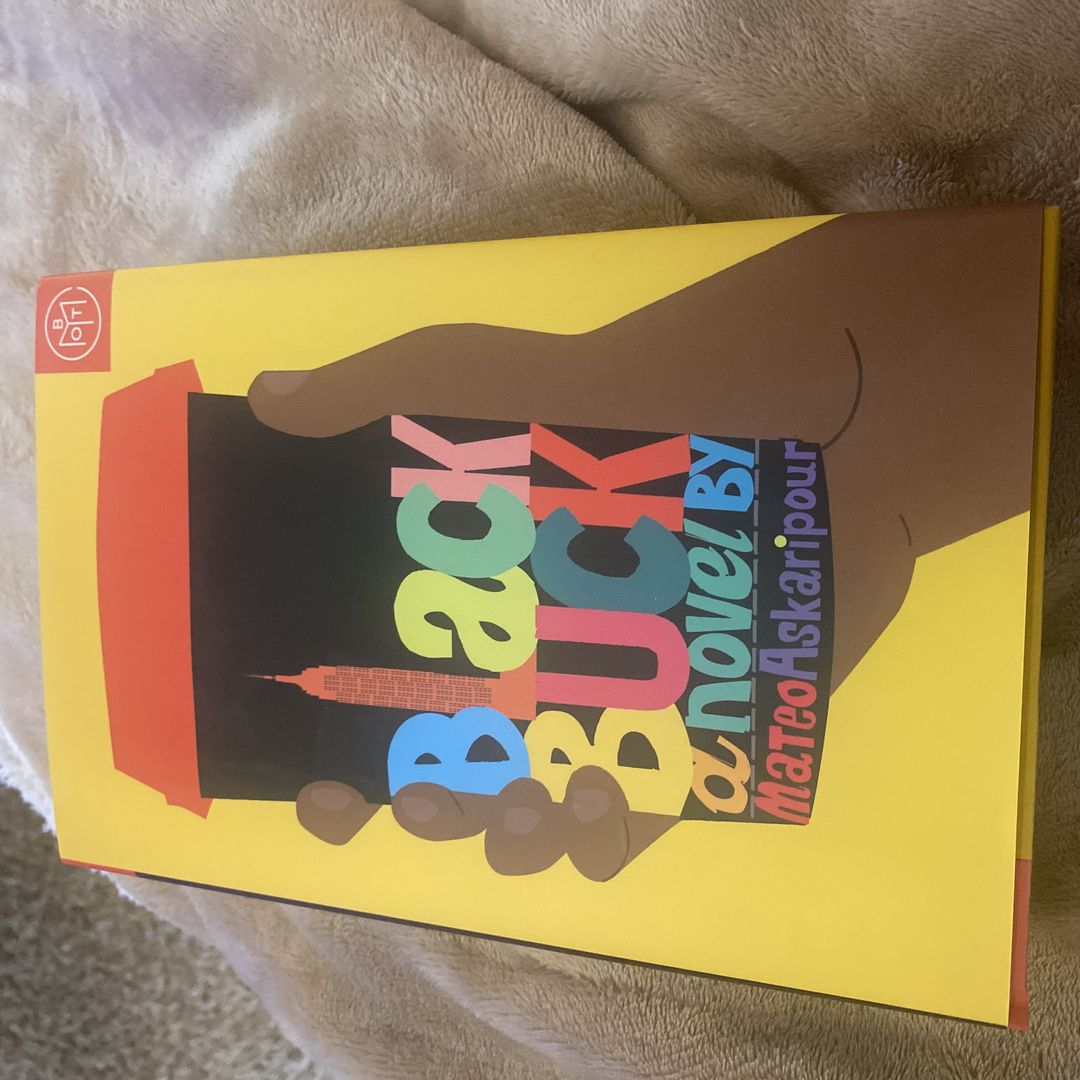 BOTM
Black
BUCK
a novel BY
MaTeo Askaripour